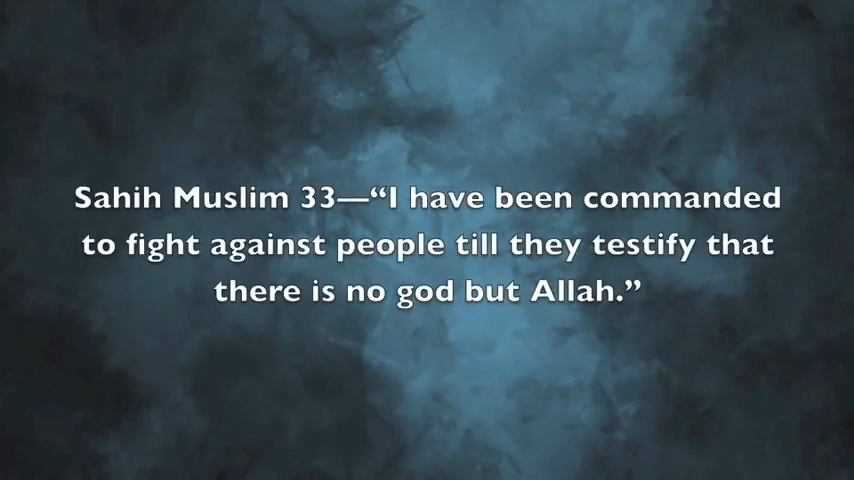 Sahih Muslim 33—“I have been commanded
to fight against people till they testify that
there is no god but Allah.”